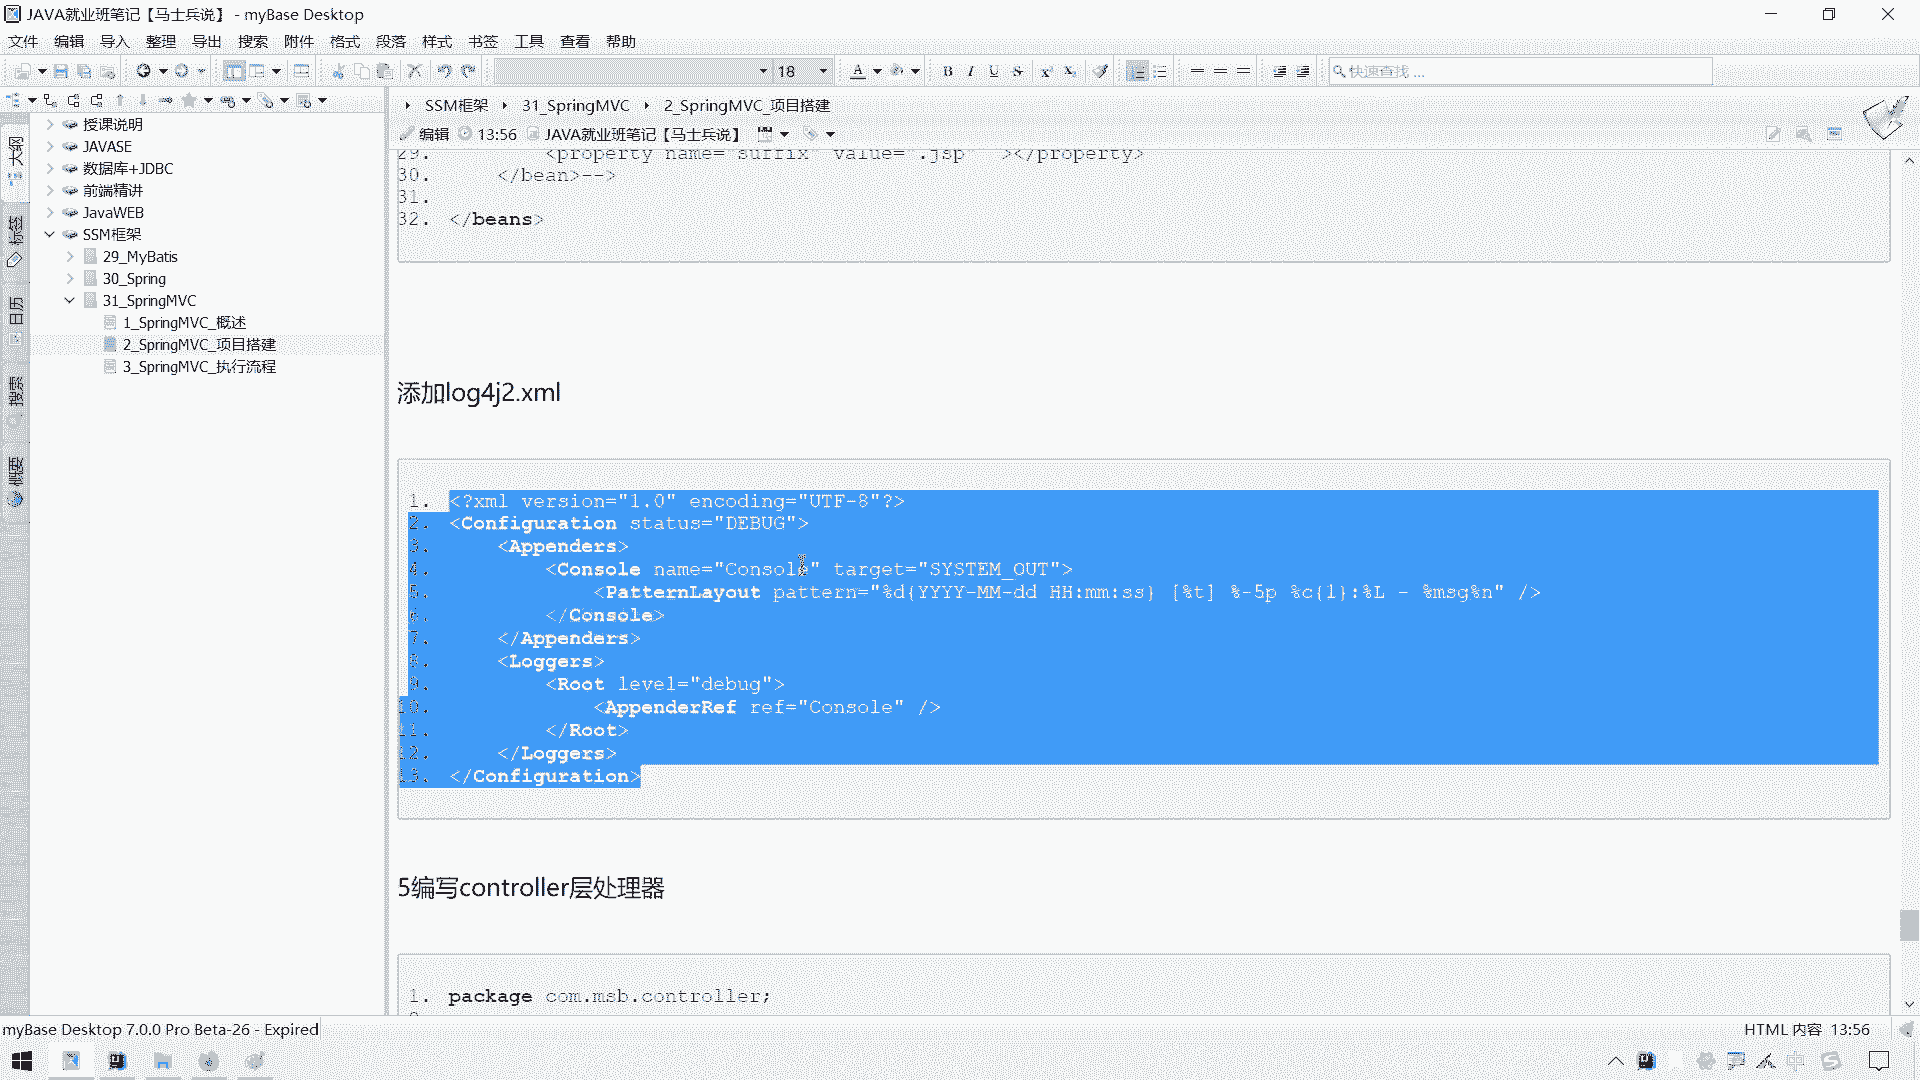 JAVA就业班笔记【马士兵说】 - myBase Desktop
文件 编辑 导入 整理 导出 搜索 附件 格式 段落 样式 书签 工具 查看 帮助
18 A B I U S 快速查找 ...
SSM框架 31_SpringMVC 2_SpringMVC_项目搭建
编辑 13:56 JAVA就业班笔记【马士兵说】
大纲
标签
日历
搜索
概要
授课说明
JAVASE
数据库+JDBC
前端精讲
JavaWEB
SSM框架
29_MyBatis
30_Spring
31_SpringMVC
1_SpringMVC_概述
2_SpringMVC_项目搭建
3_SpringMVC_执行流程
29. <property name="suffix" value=".jsp" ></property>
30. </bean>-->
31.
32. </beans>
添加log4j2.xml
1. <?xml version="1.0" encoding="UTF-8"?>
2. <Configuration status="DEBUG">
3. <Appenders>
4. <Console name="Console" target="SYSTEM_OUT">
5. <PatternLayout pattern="%d{YYYY-MM-dd HH:mm:ss} [%t] %-5p %c{1}:%L - %msg%n" />
6. </Console>
7. </Appenders>
8. <Loggers>
9. <Root level="debug">
10. <AppenderRef ref="Console" />
11. </Root>
12. </Loggers>
13. </Configuration>
5编写controller层处理器
1. package com.msb.controller;
myBase Desktop 7.0.0 Pro Beta-26 - Expired
HTML 内容 13:56
中